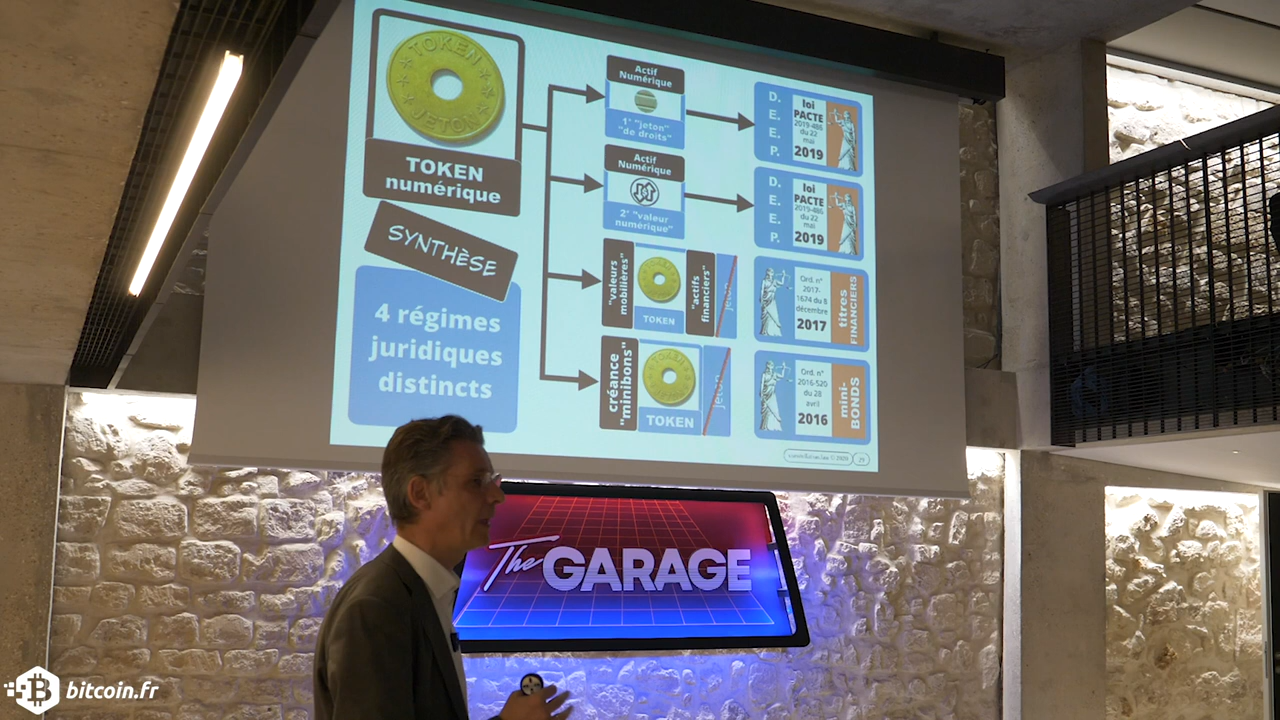 TOKEN
JETON
TOKEN
numérique
SYNTHÈSE
4 régimes
juridiques
distincts
Actif
Numérique
1° "jeton"
"de droits"
D.
E.
E.
P.
loi
PACTE
2019-486
du 22
mai
2019
Actif
Numérique
2° "valeur
numérique"
D.
E.
E.
P.
loi
PACTE
2019-486
du 22
mai
2019
"valeurs
mobilières"
TOKEN
"actifs
financiers"
jeton
Ord. n°
2017-
1674 du 8
décembre
2017
titres
FINANCIERS
créance
"minibons"
TOKEN
JETON
TOKEN
jeton
Ord. n°
2016-520
du 28
avril
2016
mini-
BONDS
29
The GARAGE
bitcoin.fr